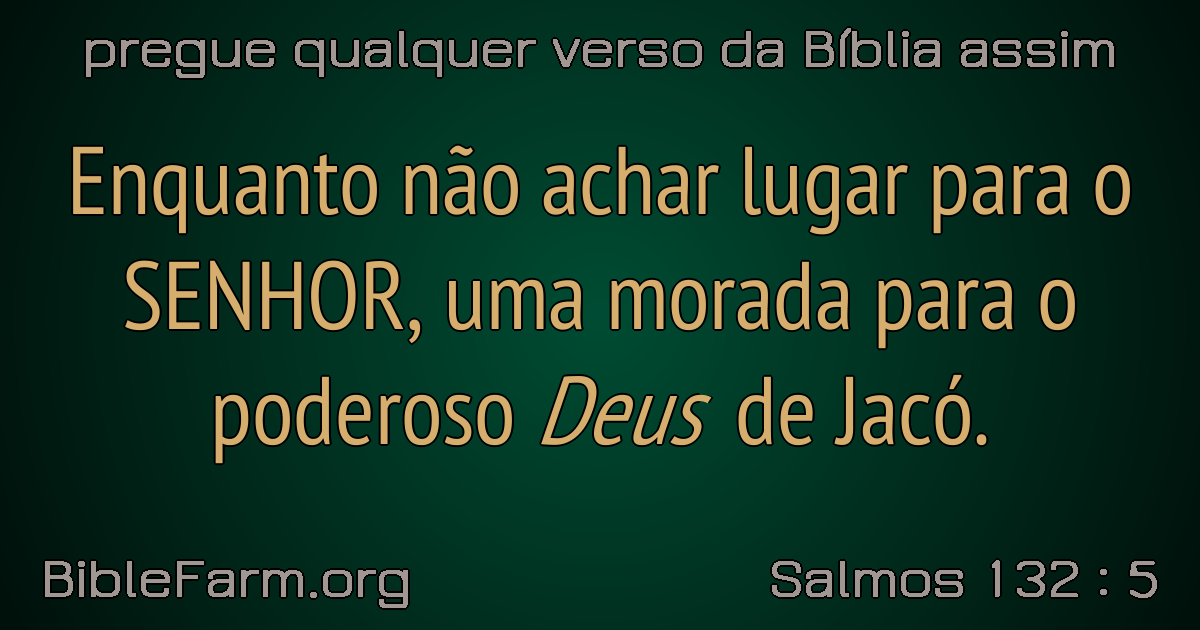 pregue qualquer verso da Bíblia assim
Enquanto não achar lugar para o
SENHOR, uma morada para o
poderoso Deus de Jacó.
BibleFarm.org
Salmos 132 : 5